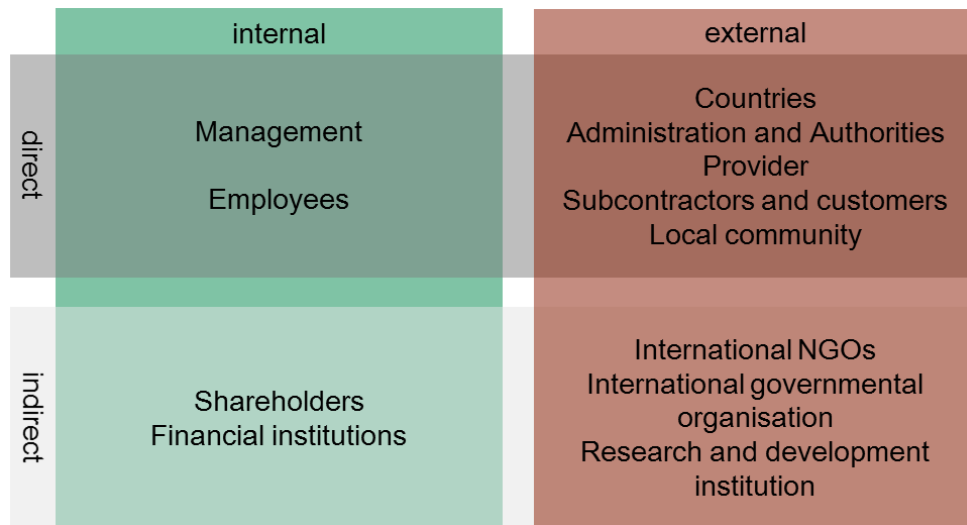 internal
external
direct
Management
Employees
Countries
Administration and Authorities
Provider
Subcontractors and customers
Local community
indirect
Shareholders
Financial institutions
International NGOs
International governmental
organisation
Research and development
institution